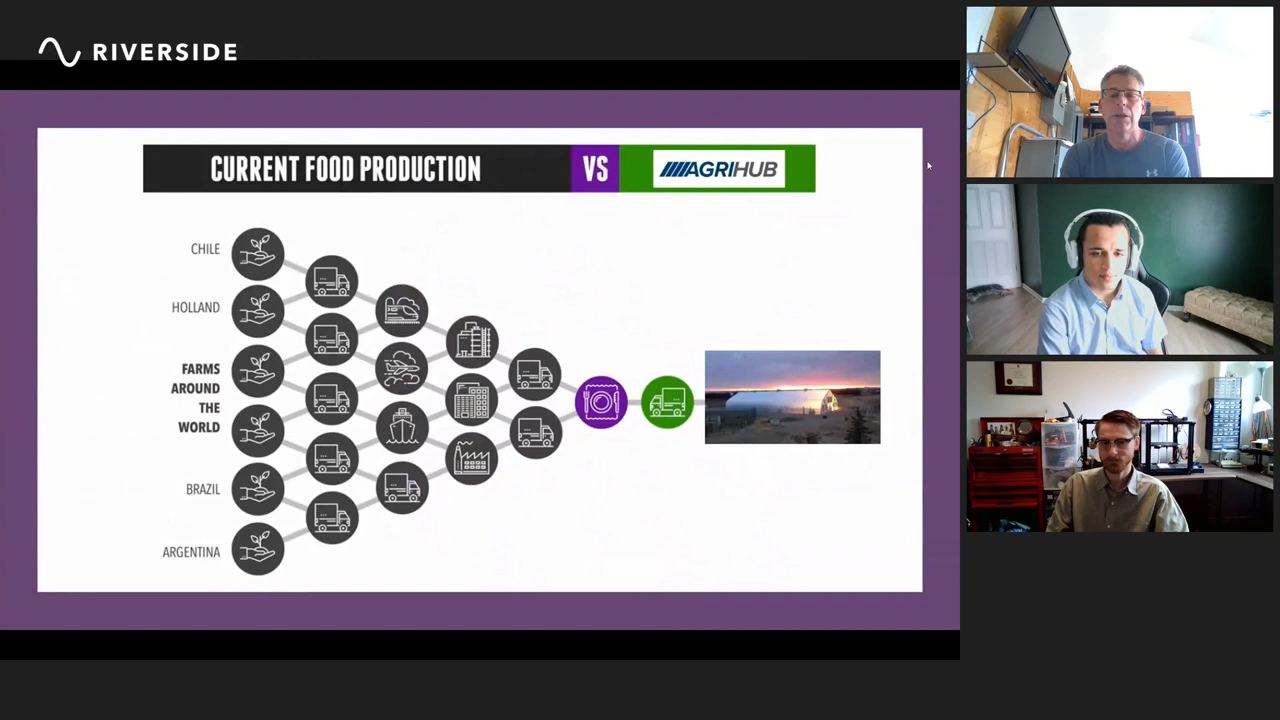 RIVERSIDE
CURRENT FOOD PRODUCTION VS AGRIHUB
CHILE
HOLLAND
FARMS
AROUND
THE
WORLD
BRAZIL
ARGENTINA